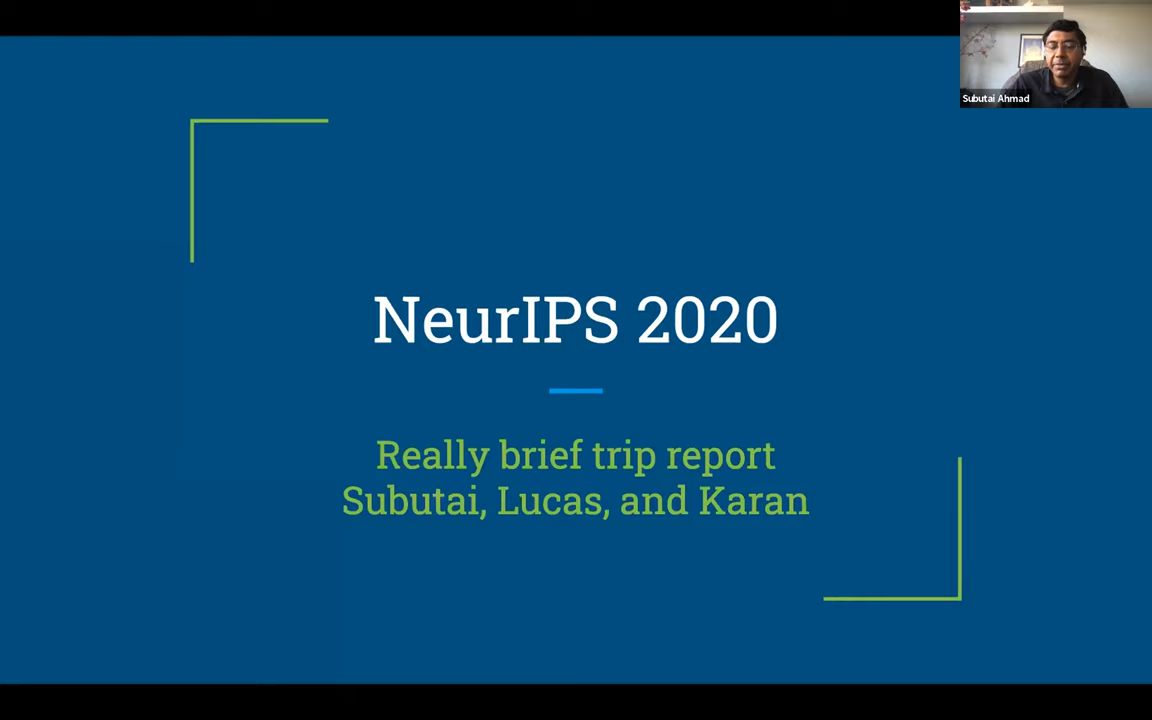 Subutai Ahmad
NeurIPS 2020
Really brief trip report
Subutai, Lucas, and Karan